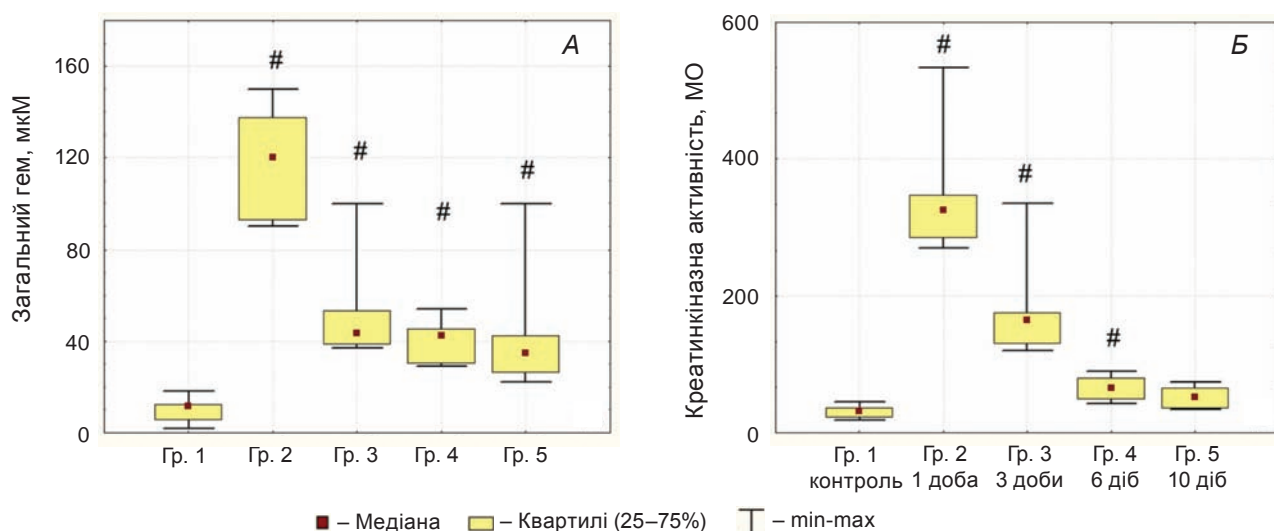 А
Загальний гем, мкМ
160
120
80
40
0
#
#
#
#
Гр. 1
Гр. 2
Гр. 3
Гр. 4
Гр. 5
Б
Креатинкіназна активність, МО
600
400
200
0
#
#
#
Гр. 1
контроль
Гр. 2
1 доба
Гр. 3
3 доби
Гр. 4
6 діб
Гр. 5
10 діб
– Медіана – Квартилі (25–75%) – min-max